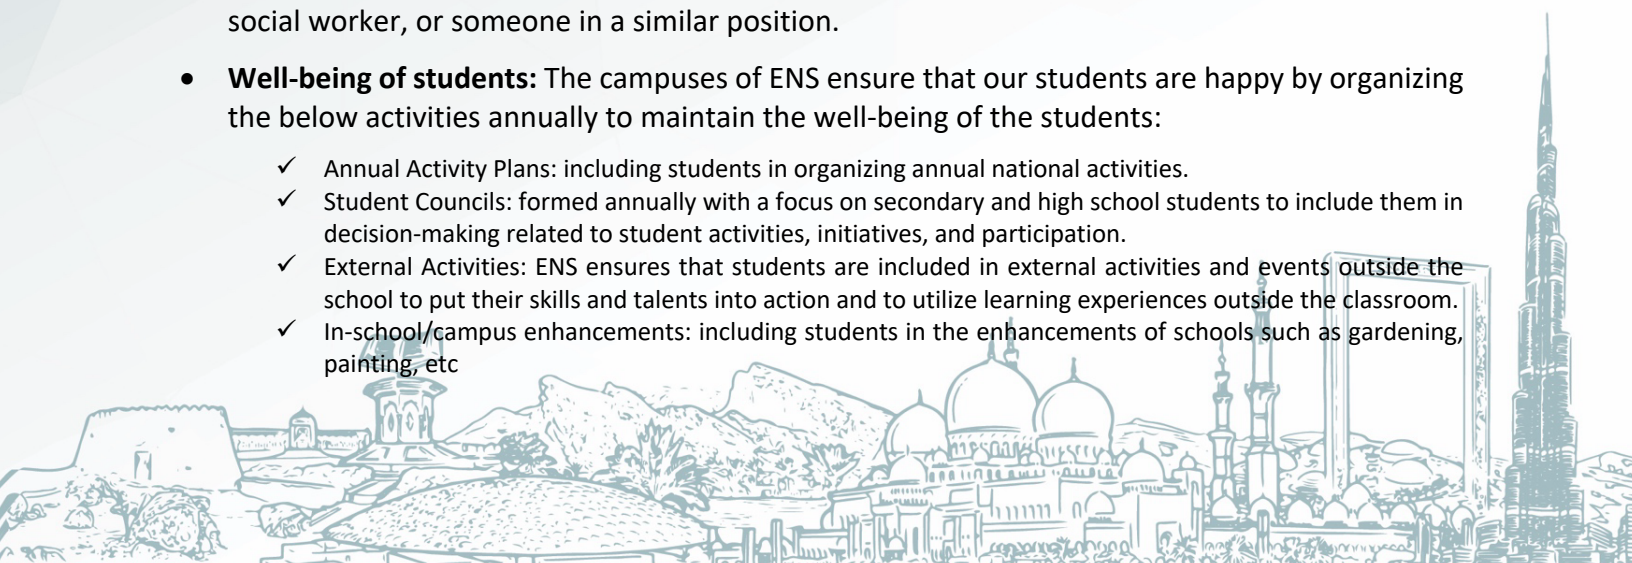 social worker, or someone in a similar position.
• Well-being of students: The campuses of ENS ensure that our students are happy by organizing
the below activities annually to maintain the well-being of the students:
✓ Annual Activity Plans: including students in organizing annual national activities.
✓ Student Councils: formed annually with a focus on secondary and high school students to include them in
decision-making related to student activities, initiatives, and participation.
✓ External Activities: ENS ensures that students are included in external activities and events outside the
school to put their skills and talents into action and to utilize learning experiences outside the classroom.
✓ In-school/campus enhancements: including students in the enhancements of schools such as gardening,
painting, etc